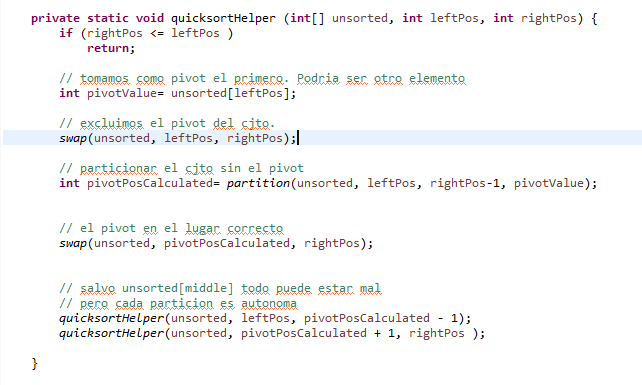 private static void quicksortHelper (int[] unsorted, int leftPos, int rightPos) {
if (rightPos <= leftPos )
return;
// tomamos como pivot el primero. Podria ser otro elemento
int pivotValue= unsorted[leftPos];
// excluimos el pivot del cjto.
swap(unsorted, leftPos, rightPos);
// particionar el cjto sin el pivot
int pivotPosCalculated= partition(unsorted, leftPos, rightPos-1, pivotValue);
// el pivot en el lugar correcto
swap(unsorted, pivotPosCalculated, rightPos);
// salvo unsorted[middle] todo puede estar mal
// pero cada particion es autonoma
quicksortHelper(unsorted, leftPos, pivotPosCalculated - 1);
quicksortHelper(unsorted, pivotPosCalculated + 1, rightPos );
}